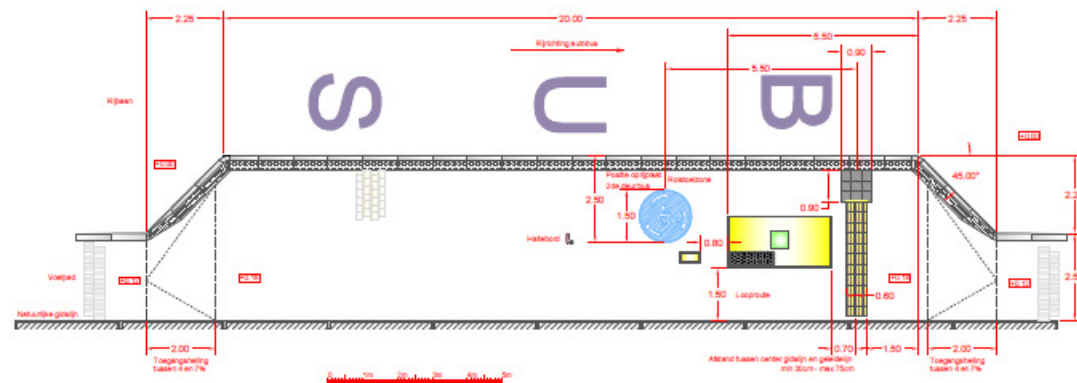 2.25
20.00
2.25
5.50
Rijrichting autobus
0.90
5.50
S U B
Rijbaan
Positie oprijplaat
2de deur bus
Rolstoelzone
45.00°
2.50
1.50
0.90
Haltebord
0.80
Voetpad
1.50
Looproute
0.60
Natuurlijke gidslijn
2.00
0.70
1.50
2.00
Toegangshelling
tussen 4 en 7%
Afstand tussen center gidslijn en geleidelijn
min 30cm - max 75cm
Toegangshelling
tussen 4 en 7%
0 1m 2m 3m 4m 5m